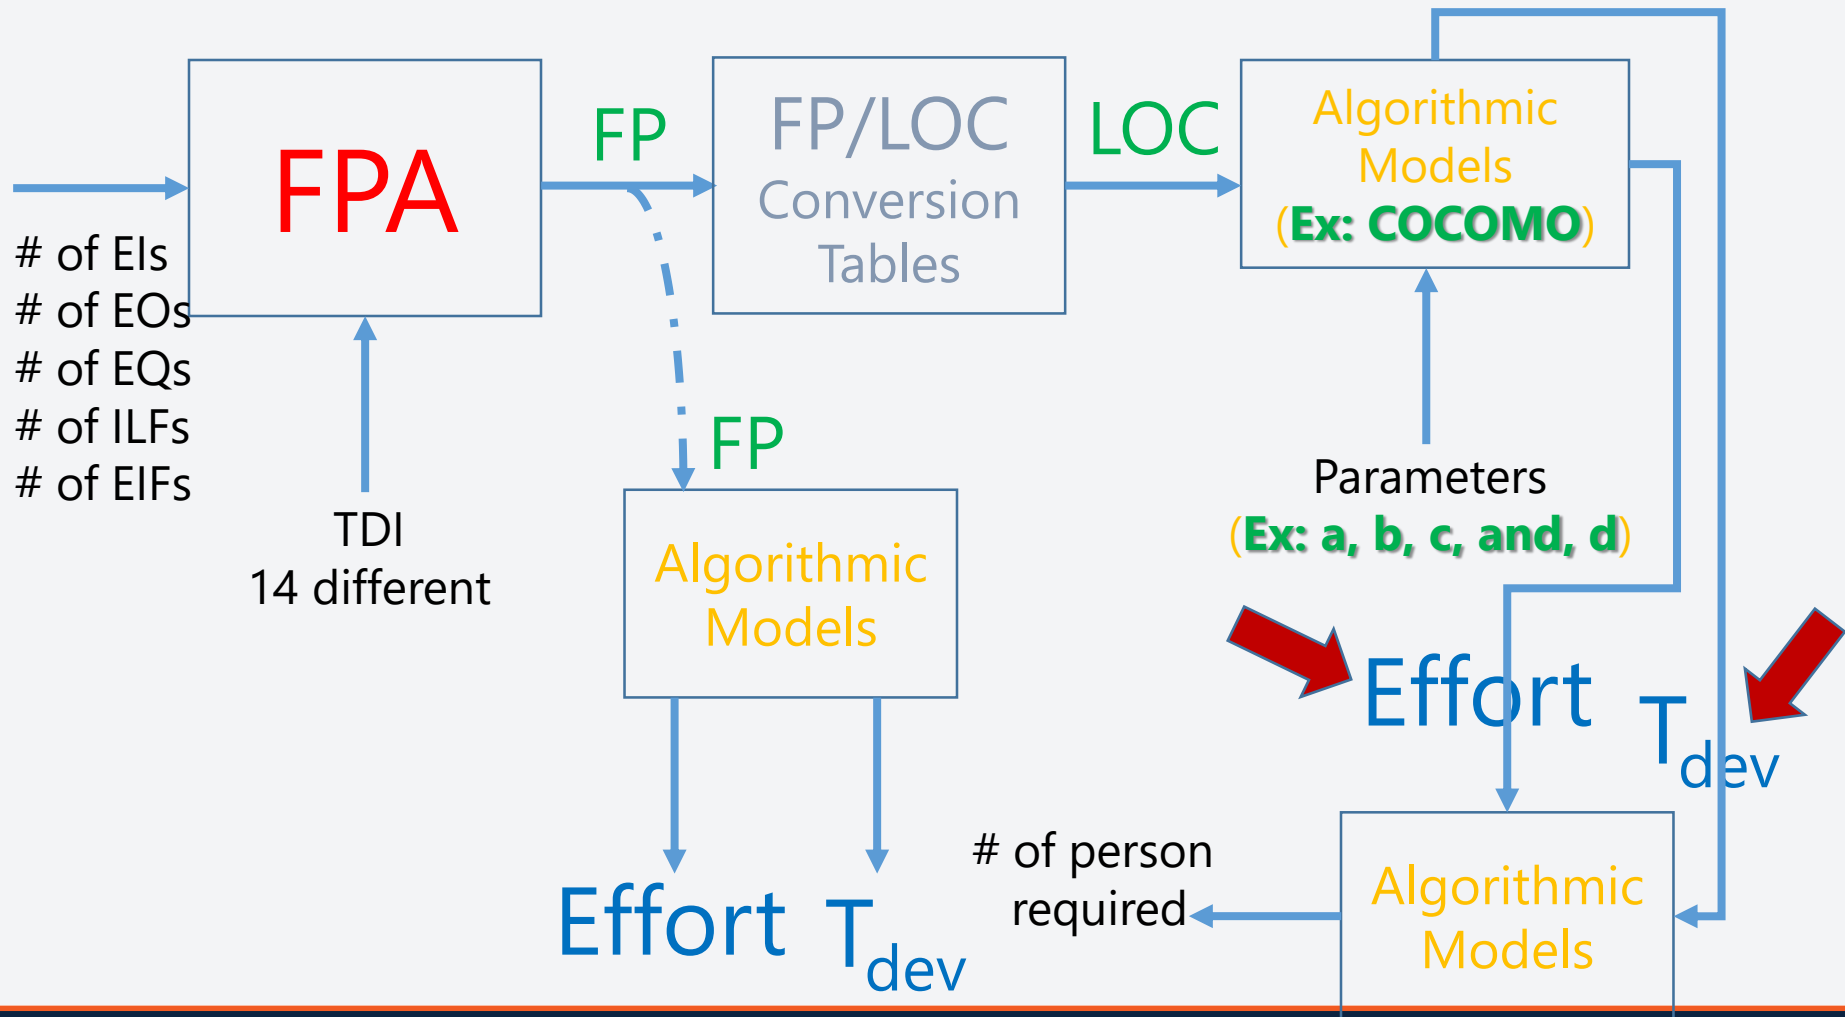 # of EIs
# of EOs
# of EQs
# of ILFs
# of EIFs
FPA
TDI
14 different
FP
FP/LOC
Conversion
Tables
LOC
Algorithmic
Models
(Ex: COCOMO)
Parameters
(Ex: a, b, c, and, d)
FP
Algorithmic
Models
Effort
Tdev
Effort
Tdev
Algorithmic
Models
# of person
required